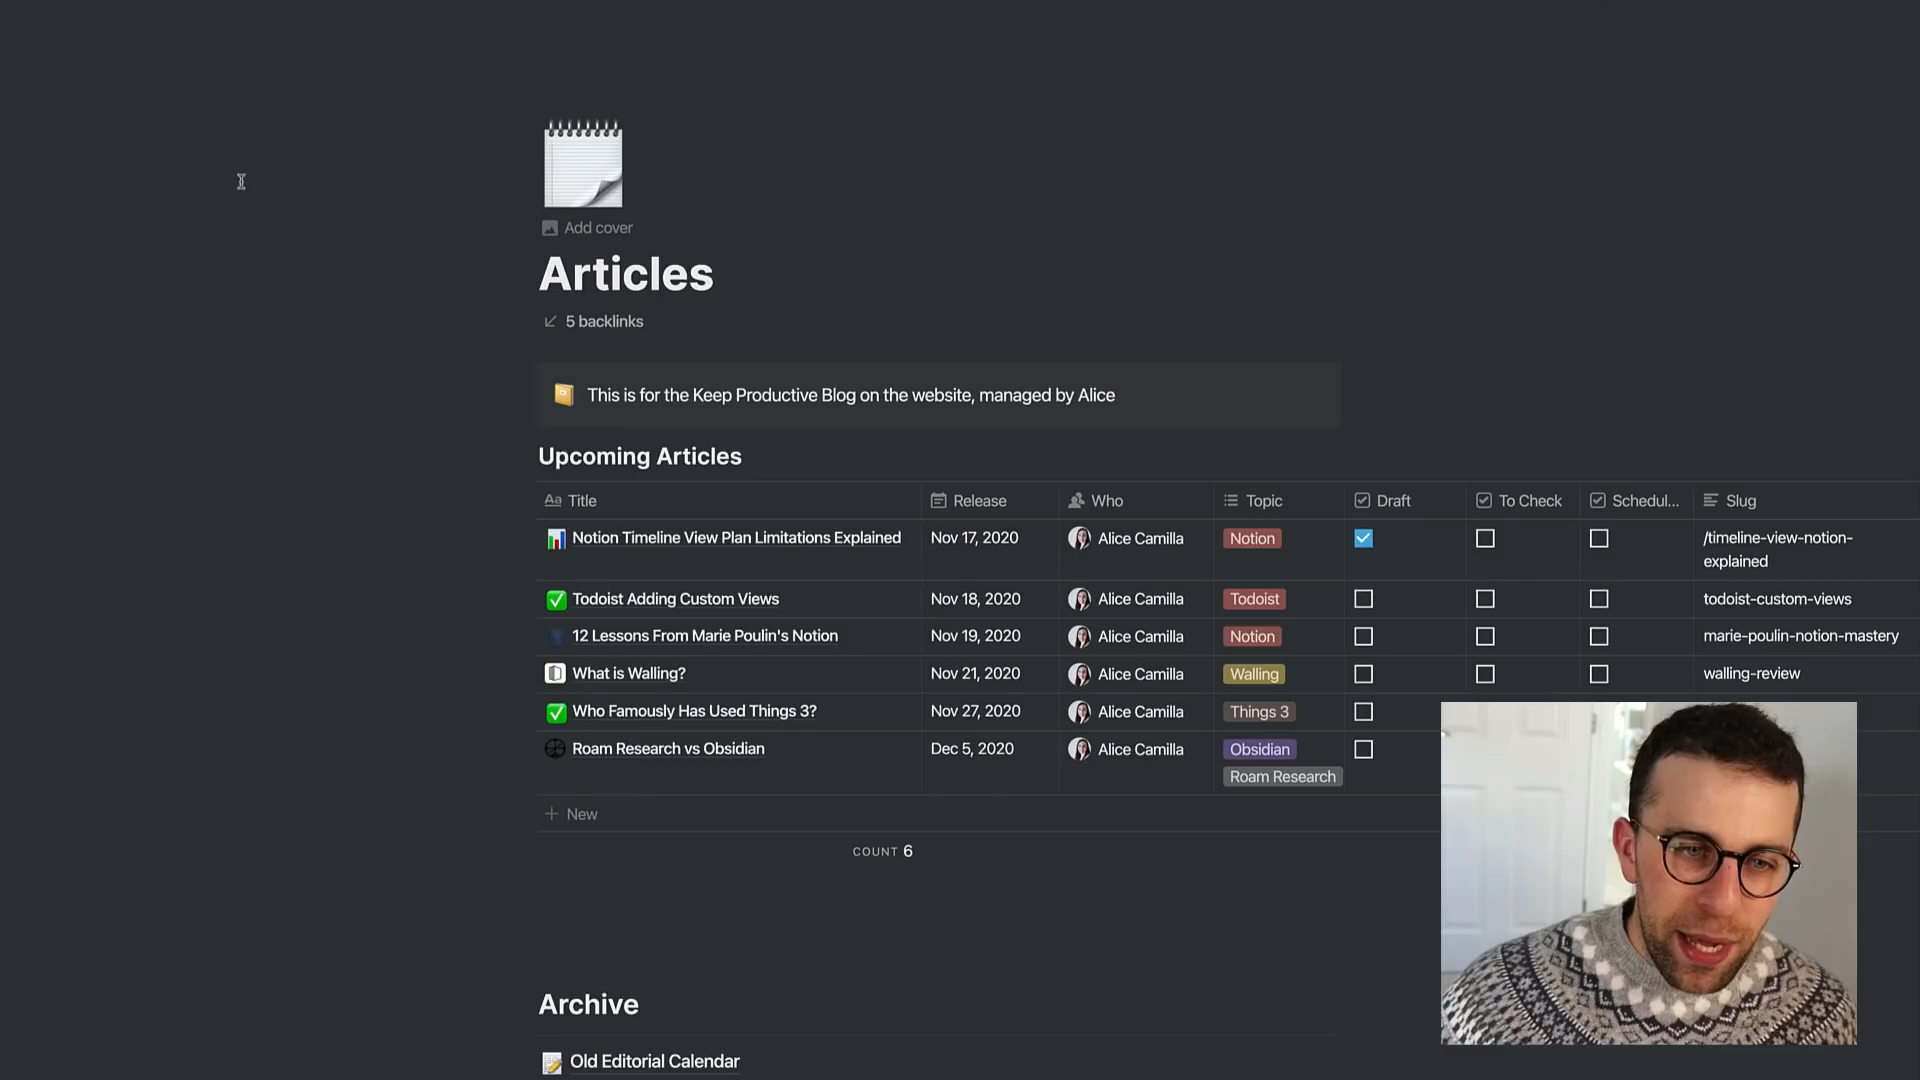 Add cover
Articles
5 backlinks
This is for the Keep Productive Blog on the website, managed by Alice
Upcoming Articles
Aa Title Release Who Topic Draft To Check Schedul... Slug
Notion Timeline View Plan Limitations Explained Nov 17, 2020 Alice Camilla Notion /timeline-view-notion-
explained
Todoist Adding Custom Views Nov 18, 2020 Alice Camilla Todoist todoist-custom-views
12 Lessons From Marie Poulin's Notion Nov 19, 2020 Alice Camilla Notion marie-poulin-notion-mastery
What is Walling? Nov 21, 2020 Alice Camilla Walling walling-review
Who Famously Has Used Things 3? Nov 27, 2020 Alice Camilla Things 3
Roam Research vs Obsidian Dec 5, 2020 Alice Camilla Obsidian
Roam Research
+ New
COUNT 6
Archive
Old Editorial Calendar